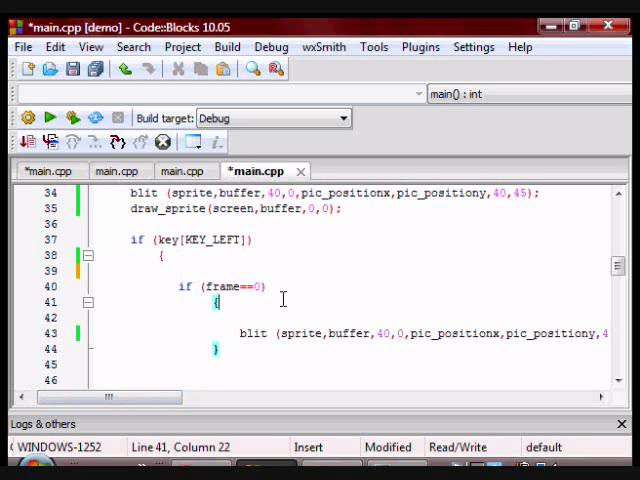 *main.cpp [demo] - Code::Blocks 10.05
File Edit View Search Project Build Debug wxSmith Tools Plugins Settings Help
main() : int
Build target: Debug
*main.cpp main.cpp main.cpp *main.cpp
34 blit (sprite,buffer,40,0,pic_positionx,pic_positiony,40,45);
35 draw_sprite(screen,buffer,0,0);
36
37 if (key[KEY_LEFT])
38 {
39
40 if (frame==0)
41 {
42
43 blit (sprite,buffer,40,0,pic_positionx,pic_positiony,4
44 }
45
46
Logs & others
WINDOWS-1252 Line 41, Column 22 Insert Modified Read/Write default